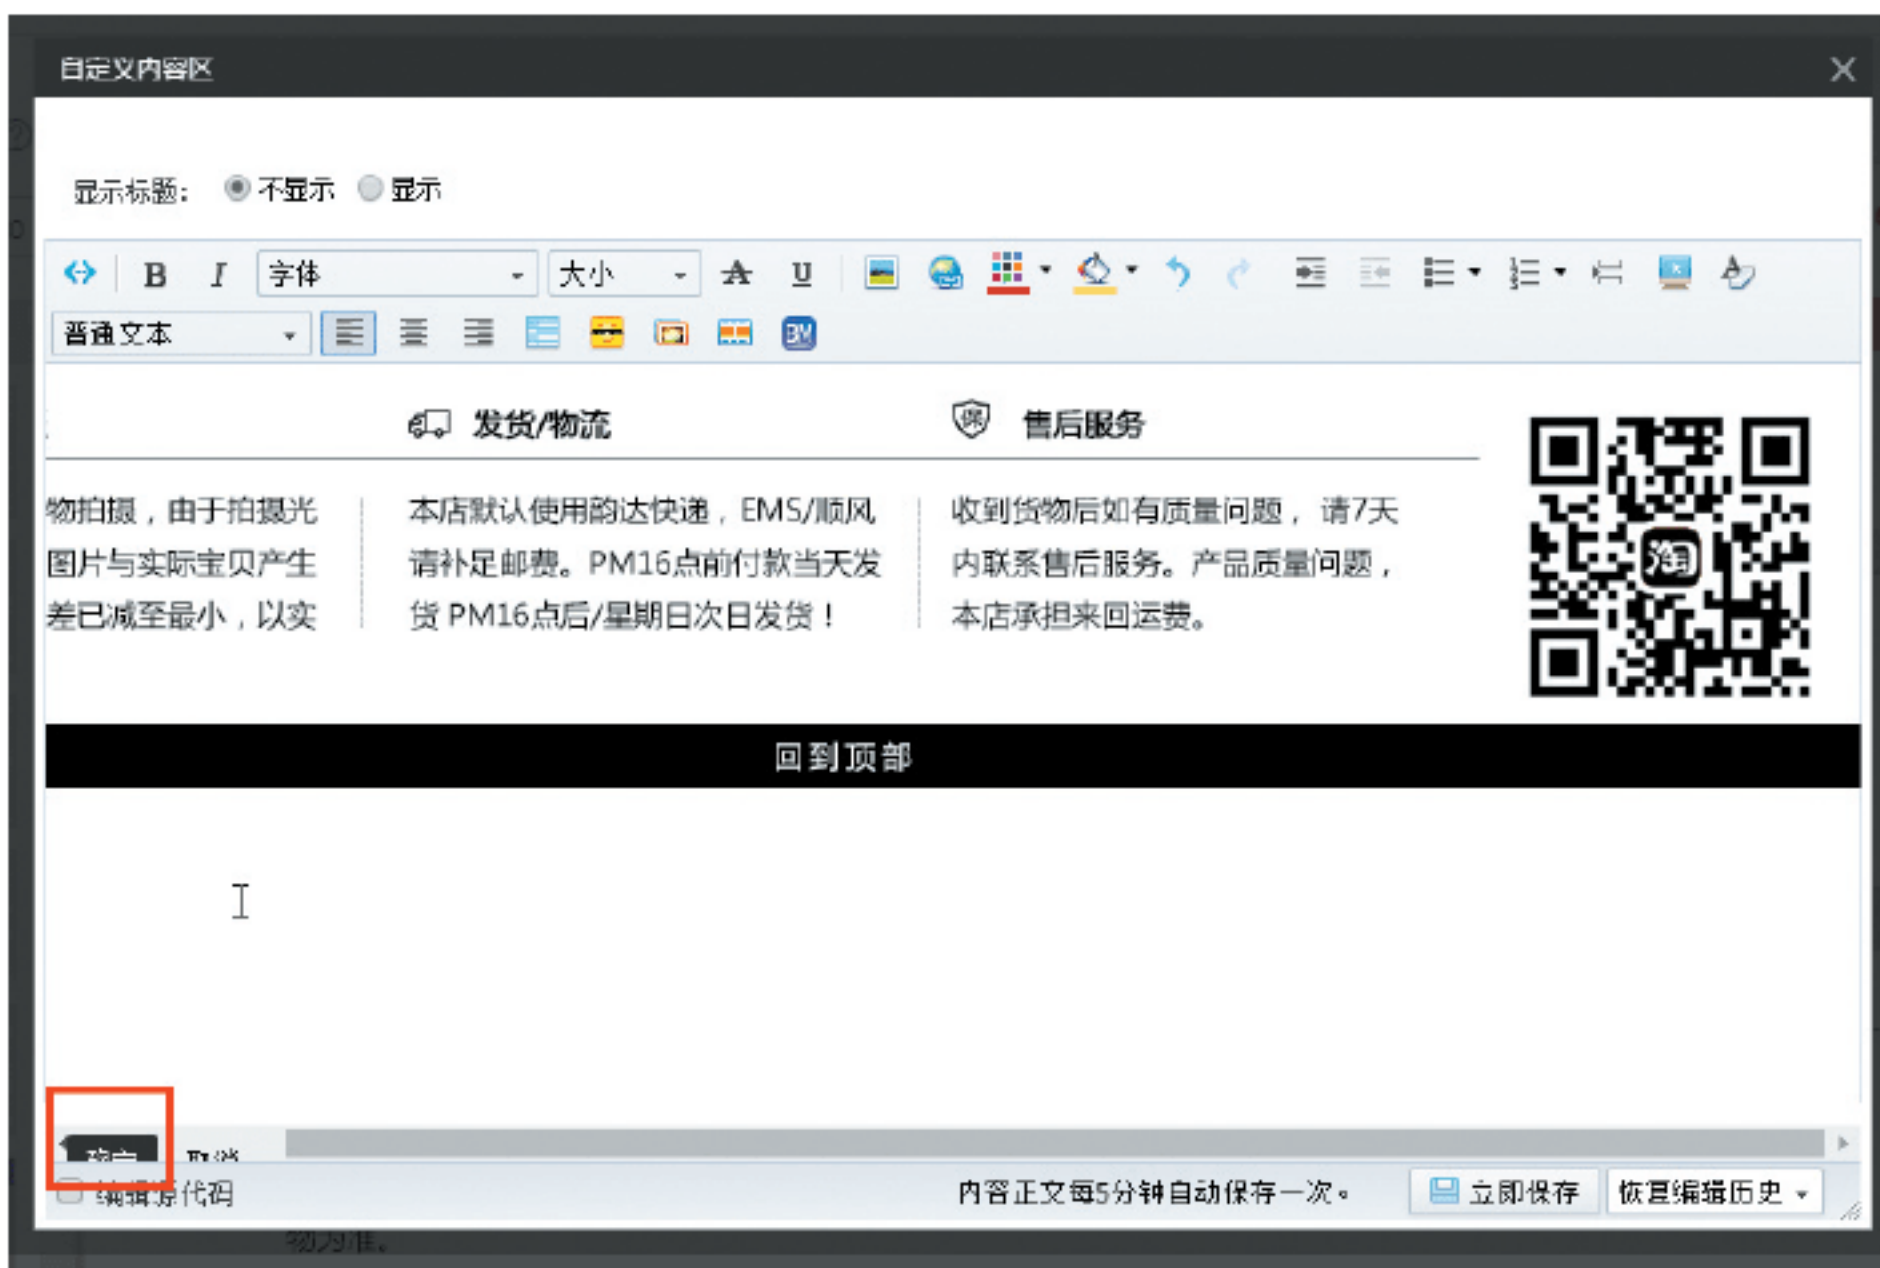 自定义内容区
显示标题： 不显示 显示
B I 字体 大小 A U
普通文本 BM
发货/物流 保 售后服务
物拍摄，由于拍摄光 本店默认使用韵达快递，EMS/顺风 收到货物后如有质量问题，请7天
图片与实际宝贝产生 请补足邮费。PM16点前付款当天发 内联系售后服务。产品质量问题，
差已减至最小，以实 货 PM16点后/星期日次日发货！ 本店承担来回运费。
淘
回到顶部
确定 取消
编辑源代码 内容正文每5分钟自动保存一次。 立即保存 恢复编辑历史
物为准。